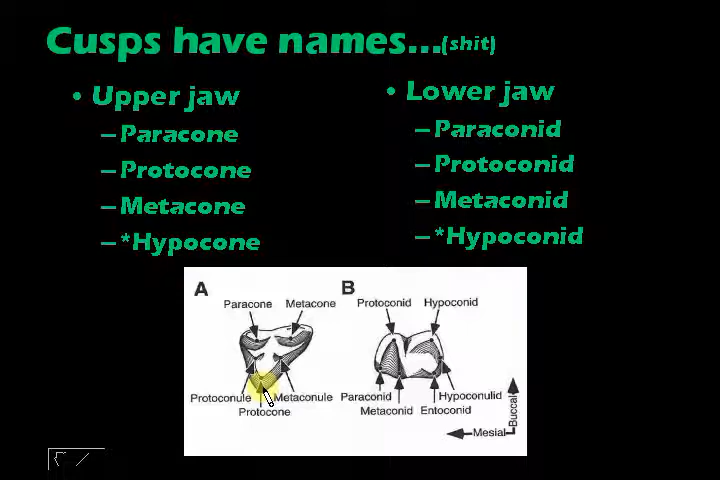 Cusps have names...(shit)
• Upper jaw
– Paracone
– Protocone
– Metacone
– *Hypocone
• Lower jaw
– Paraconid
– Protoconid
– Metaconid
– *Hypoconid
A
Paracone Metacone
Protoconule Metaconule
Protocone
B
Protoconid Hypoconid
Paraconid Hypoconulid
Metaconid Entoconid
Buccal
Mesial